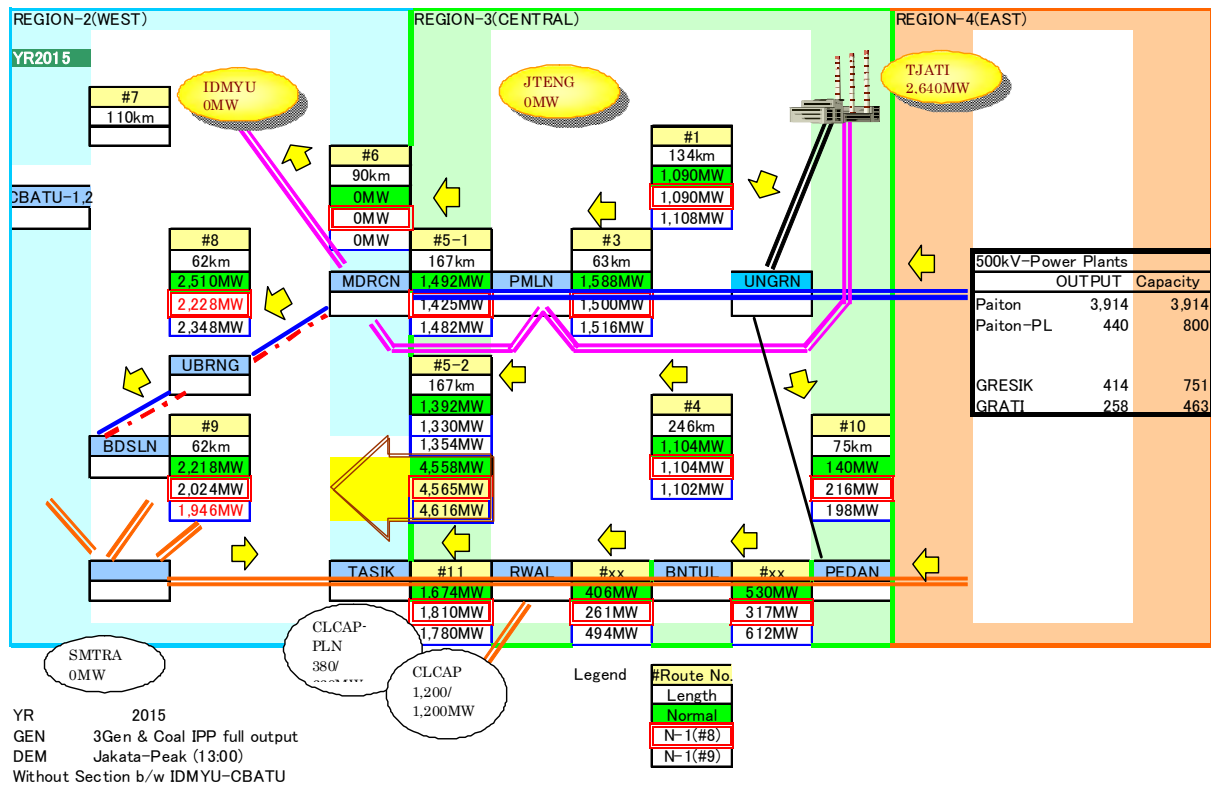 REGION-2(WEST)
REGION-3(CENTRAL)
REGION-4(EAST)
YR2015
IDMYU
0MW
JTENG
0MW
TJATI
2.640MW
#7
110km
#1
134km
1,090MW
1,090MW
1,108MW
#6
90km
0MW
0MW
0MW
CBATU-1,2
#8
62km
2,510MW
2,228MW
2,348MW
#5-1
167km
1,492MW
1,425MW
1,482MW
#3
63km
1,588MW
1,500MW
1,516MW
MDRCN
PMLN
UNGRN
500kV-Power Plants
OUTPUT Capacity
Paiton 3,914 3,914
Paiton-PL 440 800
GRESIK 414 751
GRATI 258 463
UBRNG
#5-2
167km
1,392MW
1,330MW
1,354MW
4,558MW
4,565MW
4,616MW
#4
246km
1,104MW
1,104MW
1,102MW
#9
62km
2,218MW
2,024MW
1,946MW
#10
75km
140MW
216MW
198MW
BDSLN
TASIK
#11
1,674MW
1,810MW
1,780MW
RWAL
#xx
406MW
261MW
494MW
BNTUL
#xx
530MW
317MW
612MW
PEDAN
CLCAP-
PLN
380/
CLCAP
1,200/
1,200MW
SMTRA
0MW
Legend
#Route No.
Length
Normal
N-1(#8)
N-1(#9)
YR 2015
GEN 3Gen & Coal IPP full output
DEM Jakata-Peak (13:00)
Without Section b/w IDMYU-CBATU